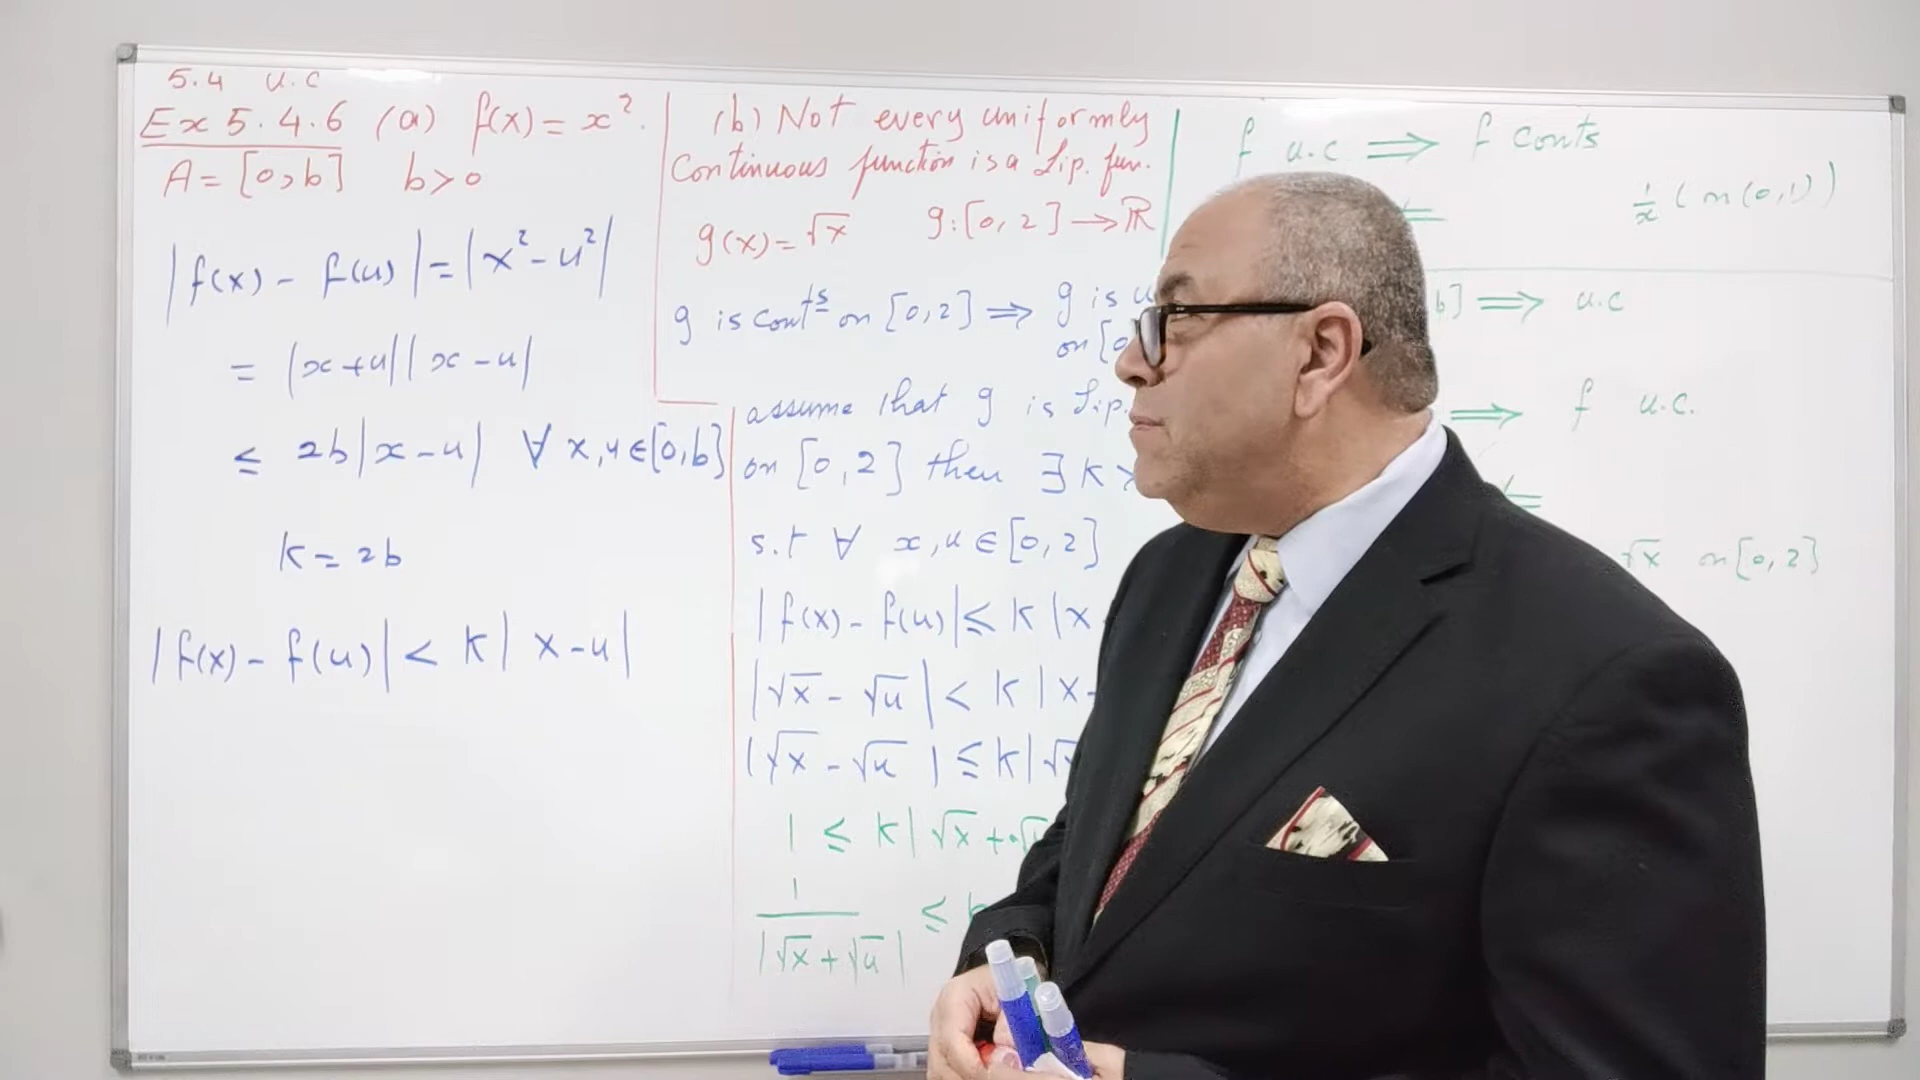 5.4 u.c
Ex 5.4.6 (a) f(x) = x².
A = [0,b] b>0
|f(x) - f(u)| = |x² - u²|
= |x+u||x-u|
≤ 2b|x-u| ∀ x,u∈[0,b]
K = 2b
|f(x) - f(u)| < K| x-u|
(b) Not every uniformly
Continuous function is a Lip. fun.
g(x) = √x g:[0,2]→ℝ
g is contˢ on [0,2] ⇒ g is u
on [0
assume that g is Lip.
on [0,2] then ∃ K >
s.t ∀ x,u ∈ [0,2]
|f(x) - f(u)| ≤ K |x
|√x - √u| < K |x-
|√x - √u| ≤ K|√x
1 ≤ K|√x + √
1/|√x + √u| ≤
f u.c ⇒ f conts
⇐ 1/x (on (0,1))
b] ⇒ u.c
⇒ f u.c.
⇐
√x on [0,2]